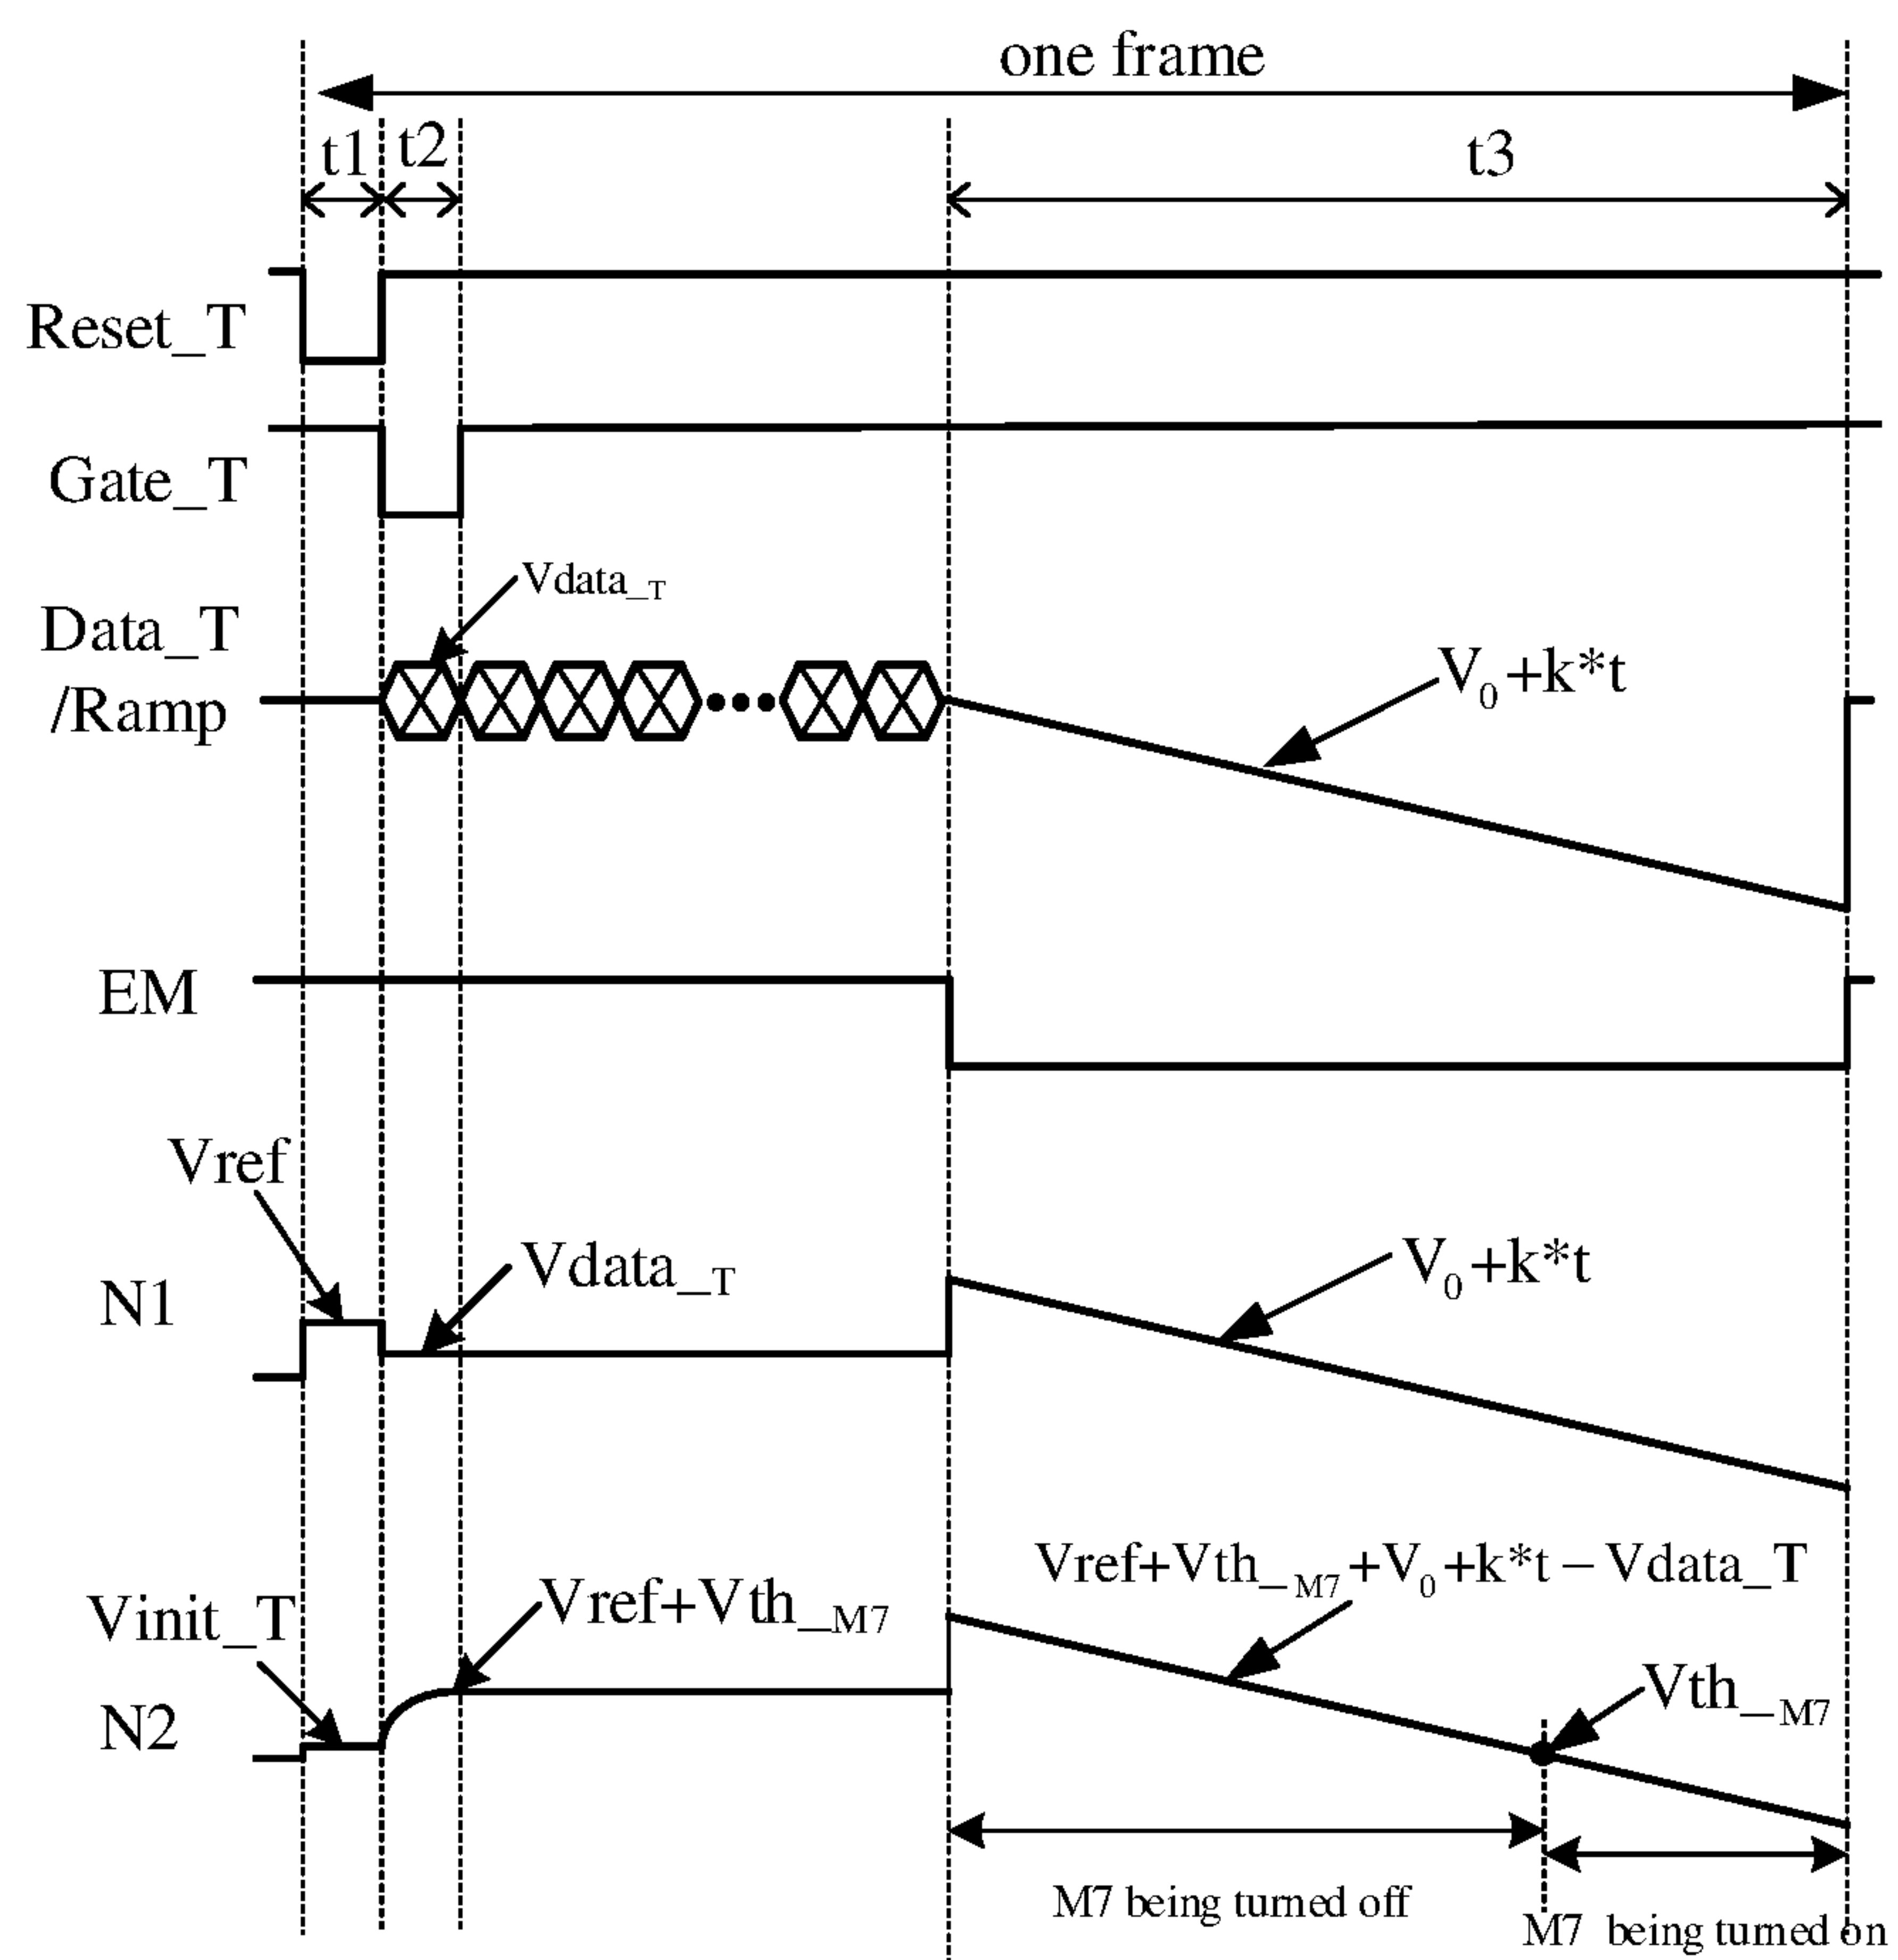 one frame
t1
t2
t3
Reset_T
Gate_T
Vdata_T
Data_T
/Ramp
V0+k*t
EM
Vref
Vdata_T
V0+k*t
N1
Vref+Vth_M7+V0+k*t – Vdata_T
Vinit_T
Vref+Vth_M7
Vth_M7
N2
M7 being turned off
M7 being turned on